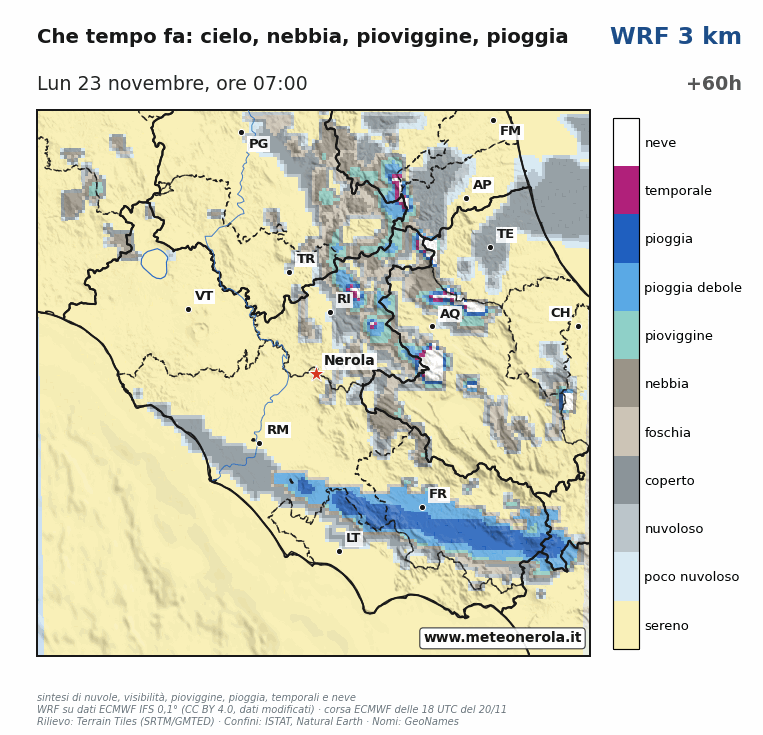 Che tempo fa: cielo, nebbia, pioviggine, pioggia
WRF 3 km
Lun 23 novembre, ore 07:00
+60h
FM
PG
AP
TE
TR
VT
RI
AQ
CH
Nerola
RM
FR
LT
www.meteonerola.it
neve
temporale
pioggia
pioggia debole
pioviggine
nebbia
foschia
coperto
nuvoloso
poco nuvoloso
sereno
sintesi di nuvole, visibilità, pioviggine, pioggia, temporali e neve
WRF su dati ECMWF IFS 0,1° (CC BY 4.0, dati modificati) · corsa ECMWF delle 18 UTC del 20/11
Rilievo: Terrain Tiles (SRTM/GMTED) · Confini: ISTAT, Natural Earth · Nomi: GeoNames